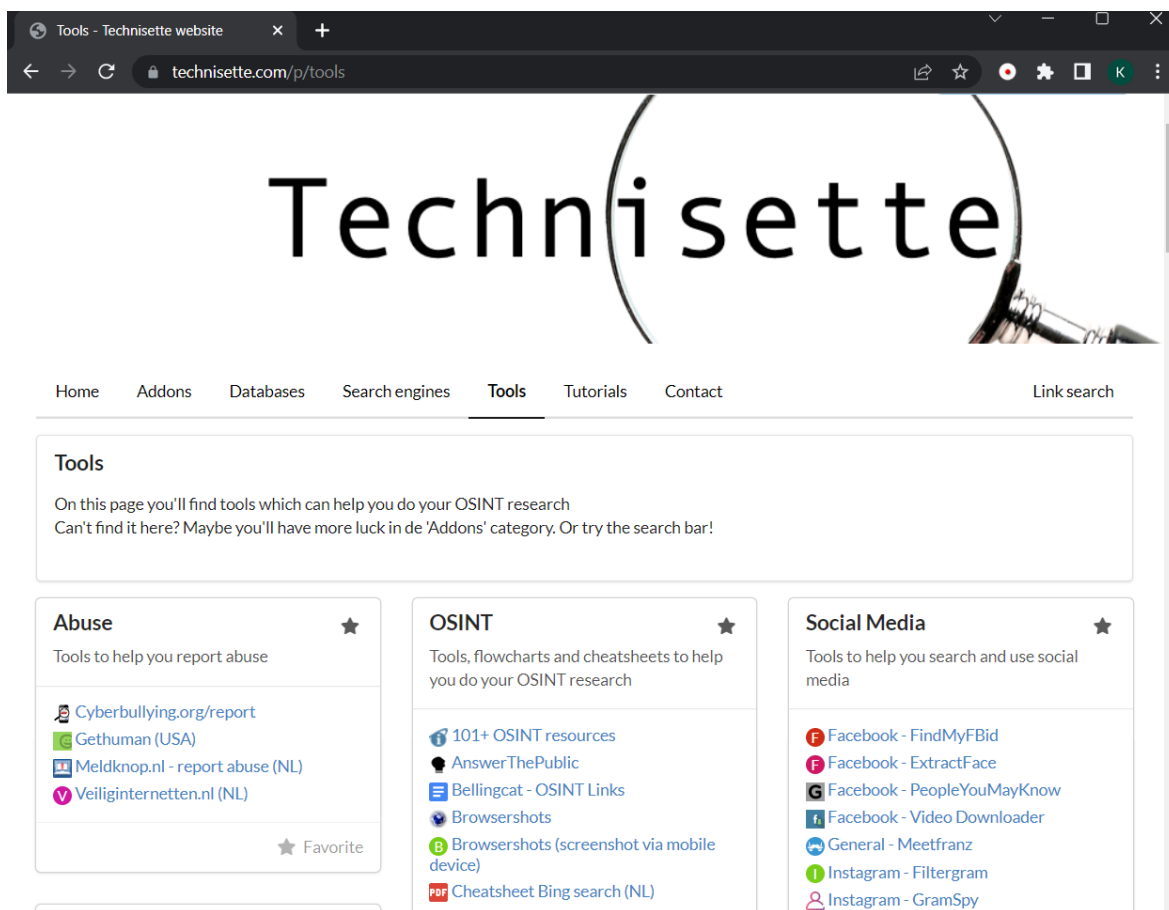 Tools - Technisette website
technisette.com/p/tools
K
Technisette
Home Addons Databases Search engines Tools Tutorials Contact Link search
Tools
On this page you'll find tools which can help you do your OSINT research
Can't find it here? Maybe you'll have more luck in de 'Addons' category. Or try the search bar!
Abuse
Tools to help you report abuse
Cyberbullying.org/report
G Gethuman (USA)
Meldknop.nl - report abuse (NL)
V Veiliginternetten.nl (NL)
Favorite
OSINT
Tools, flowcharts and cheatsheets to help
you do your OSINT research
101+ OSINT resources
AnswerThePublic
Bellingcat - OSINT Links
Browsershots
B Browsershots (screenshot via mobile
device)
PDF Cheatsheet Bing search (NL)
Social Media
Tools to help you search and use social
media
F Facebook - FindMyFBid
F Facebook - ExtractFace
G Facebook - PeopleYouMayKnow
Facebook - Video Downloader
General - Meetfranz
I Instagram - Filtergram
Instagram - GramSpy